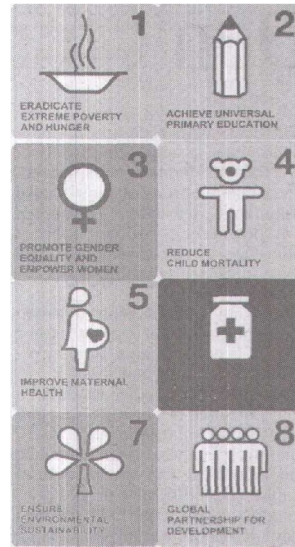 1
ERADICATE
EXTREME POVERTY
AND HUNGER
2
ACHIEVE UNIVERSAL
PRIMARY EDUCATION
3
PROMOTE GENDER
EQUALITY AND
EMPOWER WOMEN
4
REDUCE
CHILD MORTALITY
5
IMPROVE MATERNAL
HEALTH
7
ENSURE
ENVIRONMENTAL
SUSTAINABILITY
8
GLOBAL
PARTNERSHIP FOR
DEVELOPMENT